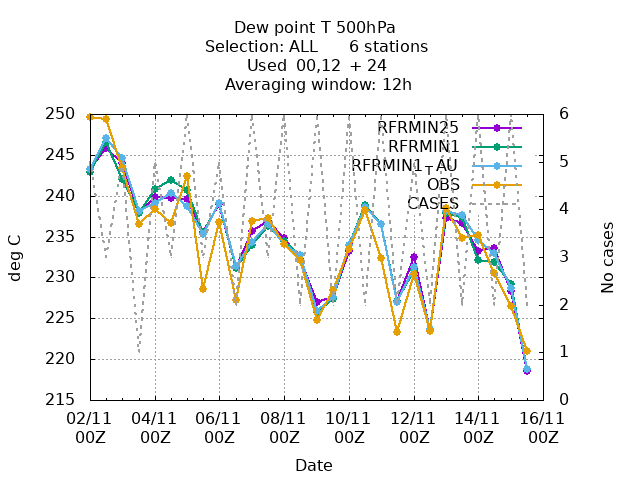 Dew point T 500hPa
Selection: ALL 6 stations
Used 00,12 + 24
Averaging window: 12h
250
245
240
235
230
225
220
215
deg C
RFRMIN25
RFRMIN1
RFRMIN1_AU
OBS
CASES
6
5
4
3
2
1
0
No cases
02/11 04/11 06/11 08/11 10/11 12/11 14/11 16/11
00Z 00Z 00Z 00Z 00Z 00Z 00Z 00Z
Date